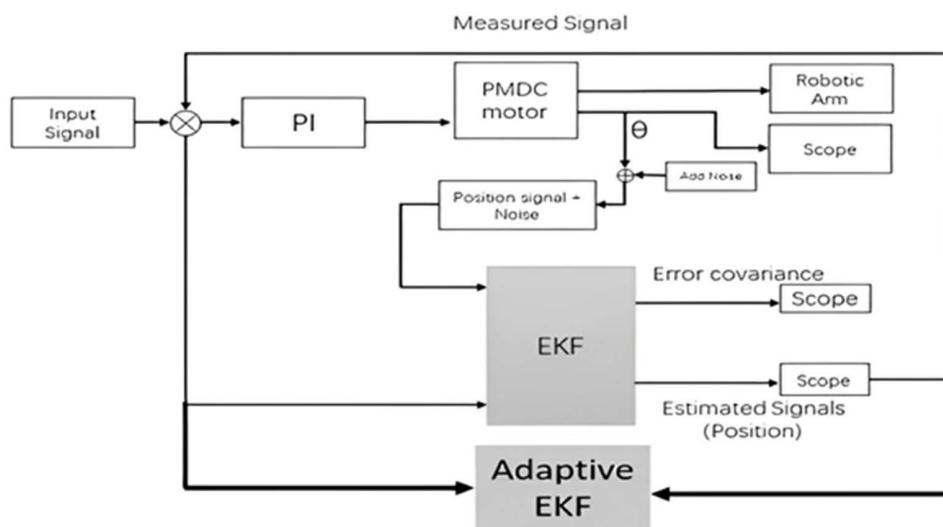 Measured Signal
Input
Signal
PI
PMDC
motor
Robotic
Arm
Scope
Θ
Add Noise
Position signal +
Noise
EKF
Error covariance
Scope
Scope
Estimated Signals
(Position)
Adaptive
EKF